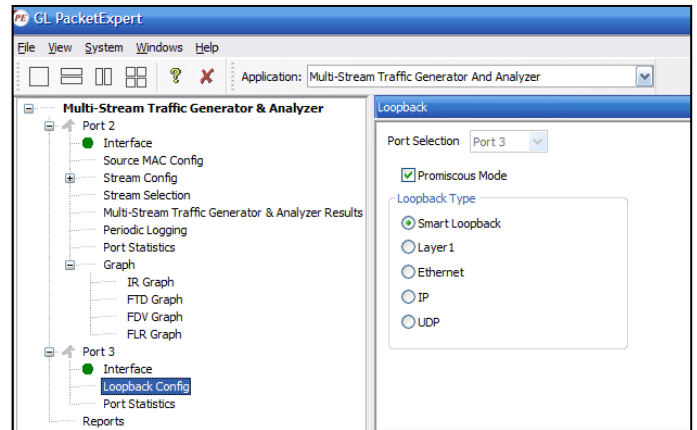 PE GL PacketExpert
File View System Windows Help
Application: Multi-Stream Traffic Generator And Analyzer
Multi-Stream Traffic Generator & Analyzer
Port 2
Interface
Source MAC Config
Stream Config
Stream Selection
Multi-Stream Traffic Generator & Analyzer Results
Periodic Logging
Port Statistics
Graph
IR Graph
FTD Graph
FDV Graph
FLR Graph
Port 3
Interface
Loopback Config
Port Statistics
Reports
Loopback
Port Selection Port 3
Promiscous Mode
Loopback Type
Smart Loopback
Layer1
Ethernet
IP
UDP